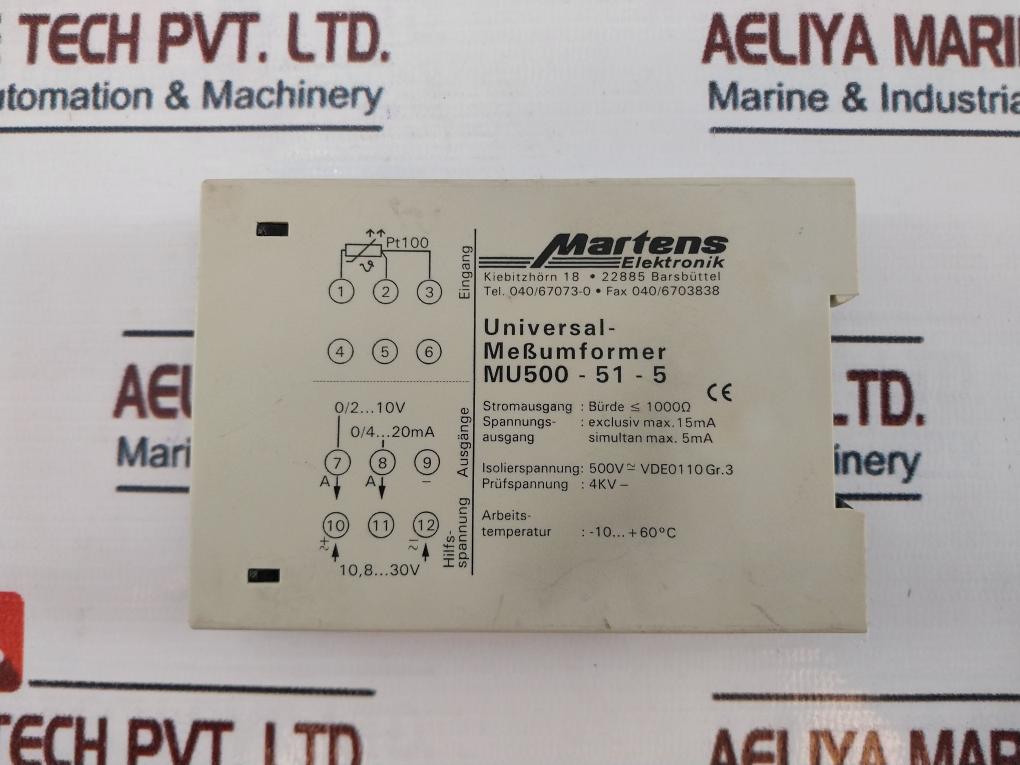 TECH PVT. LTD.
utomation & Machinery
AELIYA MARI
Marine & Industria
AELI
Mari
LTD.
inery
Pt100
ϑ
1 2 3
Eingang
4 5 6
0/2...10V
0/4...20mA
7 8 9
A A –
Ausgänge
10 11 12
≃+ ≃–
10,8...30V
Hilfs-
spannung
Martens
Elektronik
Kiebitzhörn 18 • 22885 Barsbüttel
Tel. 040/67073-0 • Fax 040/6703838
Universal-
Meßumformer
MU500 - 51 - 5
CE
Stromausgang : Bürde ≤ 1000Ω
Spannungs- : exclusiv max. 15mA
ausgang simultan max. 5mA
Isolierspannung: 500V≃ VDE0110 Gr.3
Prüfspannung : 4KV –
Arbeits-
temperatur : -10...+60°C
TECH PVT. LTD
AELIYA MAR